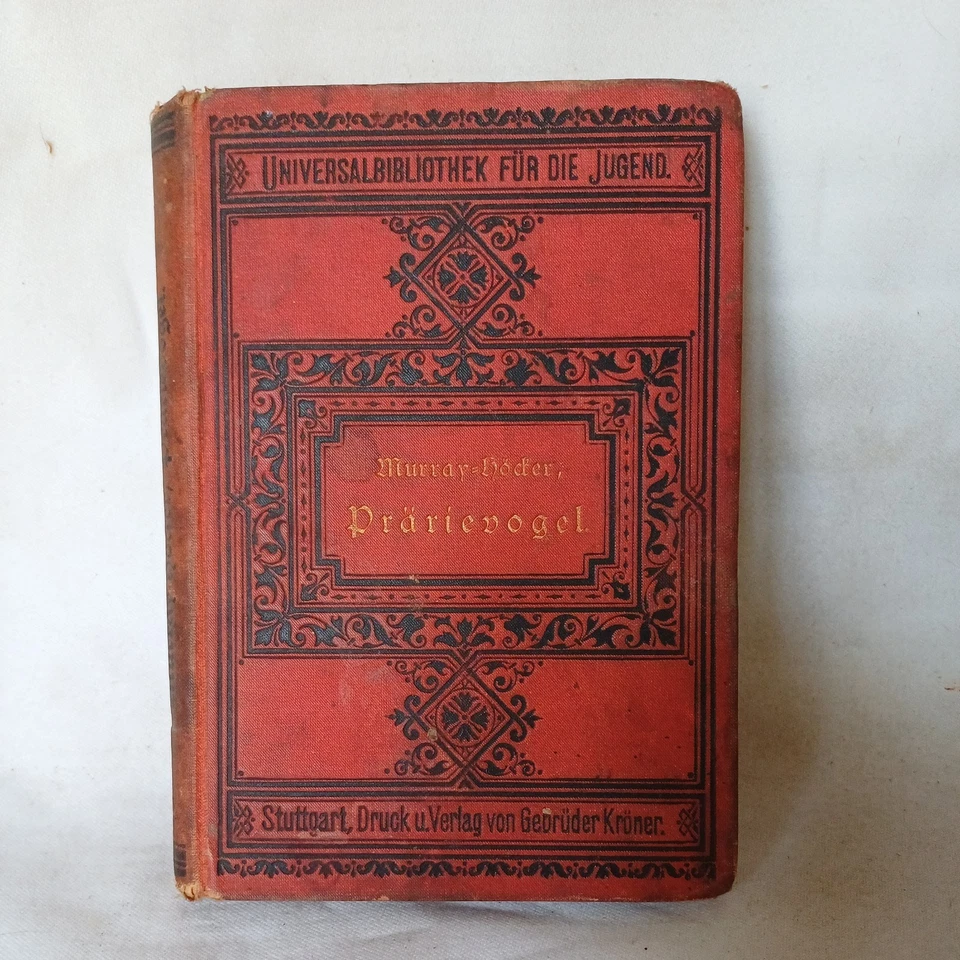 UNIVERSALBIBLIOTHEK FÜR DIE JUGEND.
Murray=Höcker,
Prärievogel.
Stuttgart, Druck u. Verlag von Gebrüder Kröner.